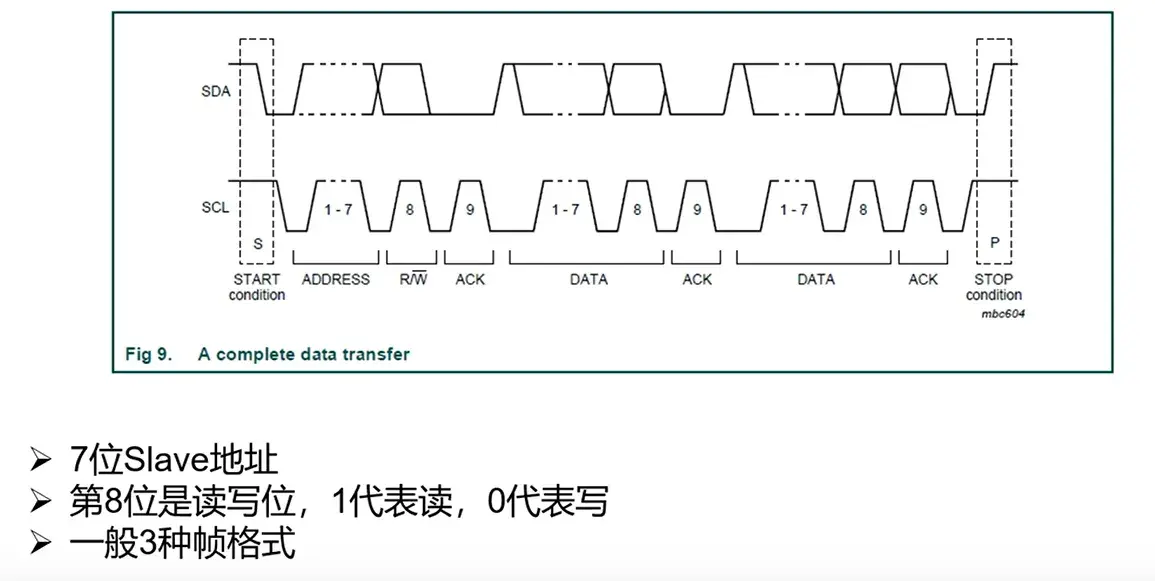 SDA
SCL
1 - 7 8 9 1 - 7 8 9 1 - 7 8 9
S P
START condition ADDRESS R/W̅ ACK DATA ACK DATA ACK STOP condition
mbc604
Fig 9. A complete data transfer
➢ 7位Slave地址
➢ 第8位是读写位，1代表读，0代表写
➢ 一般3种帧格式